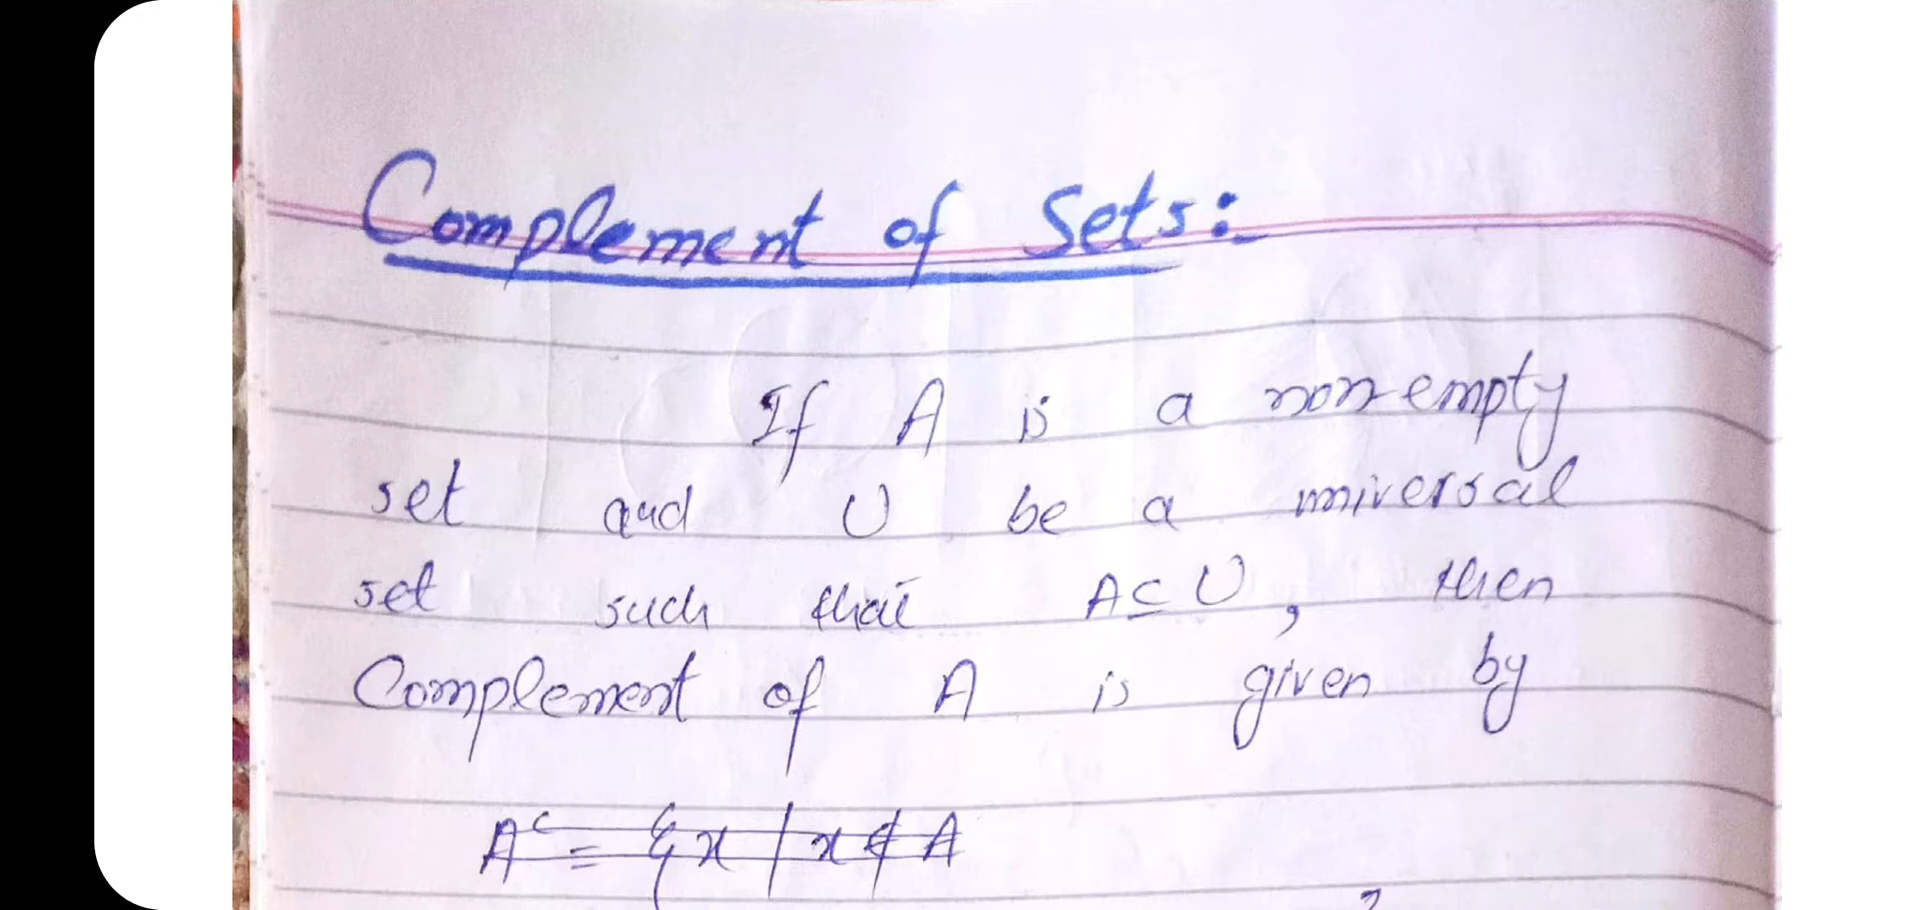 Complement of Sets:-
If A is a non-empty
set and U be a universal
set such that A⊆U, then
Complement of A is given by
A^c = {x / x ∉ A